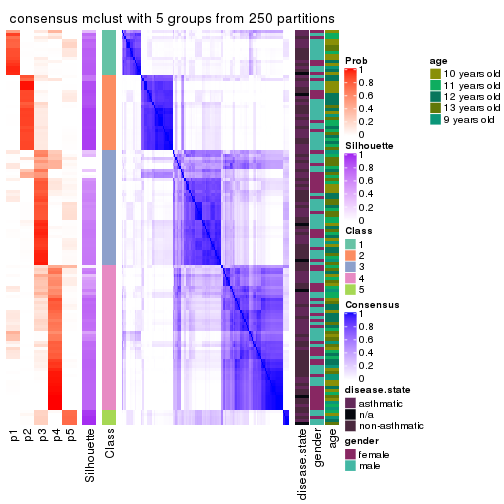 consensus mclust with 5 groups from 250 partitions
Prob
1
0.8
0.6
0.4
0.2
0
Silhouette
1
0.8
0.6
0.4
0.2
0
Class
1
2
3
4
5
Consensus
1
0.8
0.6
0.4
0.2
0
disease.state
asthmatic
n/a
non-asthmatic
gender
female
male
age
10 years old
11 years old
12 years old
13 years old
9 years old
p1
p2
p3
p4
p5
Silhouette
Class
disease.state
gender
age